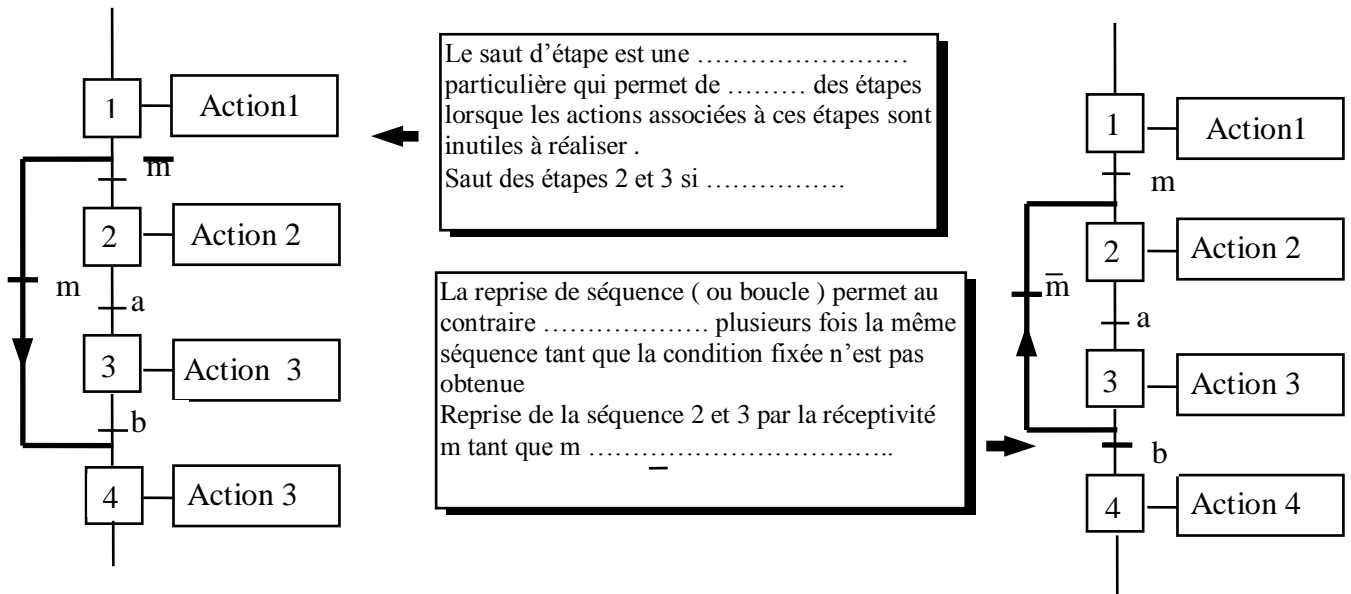 1
Action1
m̅
2
Action 2
m
a
3
Action 3
b
4
Action 3
Le saut d’étape est une ……………………
particulière qui permet de ……… des étapes
lorsque les actions associées à ces étapes sont
inutiles à réaliser .
Saut des étapes 2 et 3 si …………….
La reprise de séquence ( ou boucle ) permet au
contraire ………………. plusieurs fois la même
séquence tant que la condition fixée n’est pas
obtenue
Reprise de la séquence 2 et 3 par la réceptivité
m tant que m ……………………………..
1
Action1
m
2
Action 2
m̅
a
3
Action 3
b
4
Action 4